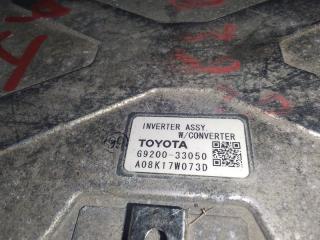 INVERTER ASSY
W/CONVERTER
TOYOTA
G9200-33050
A08K17W073D